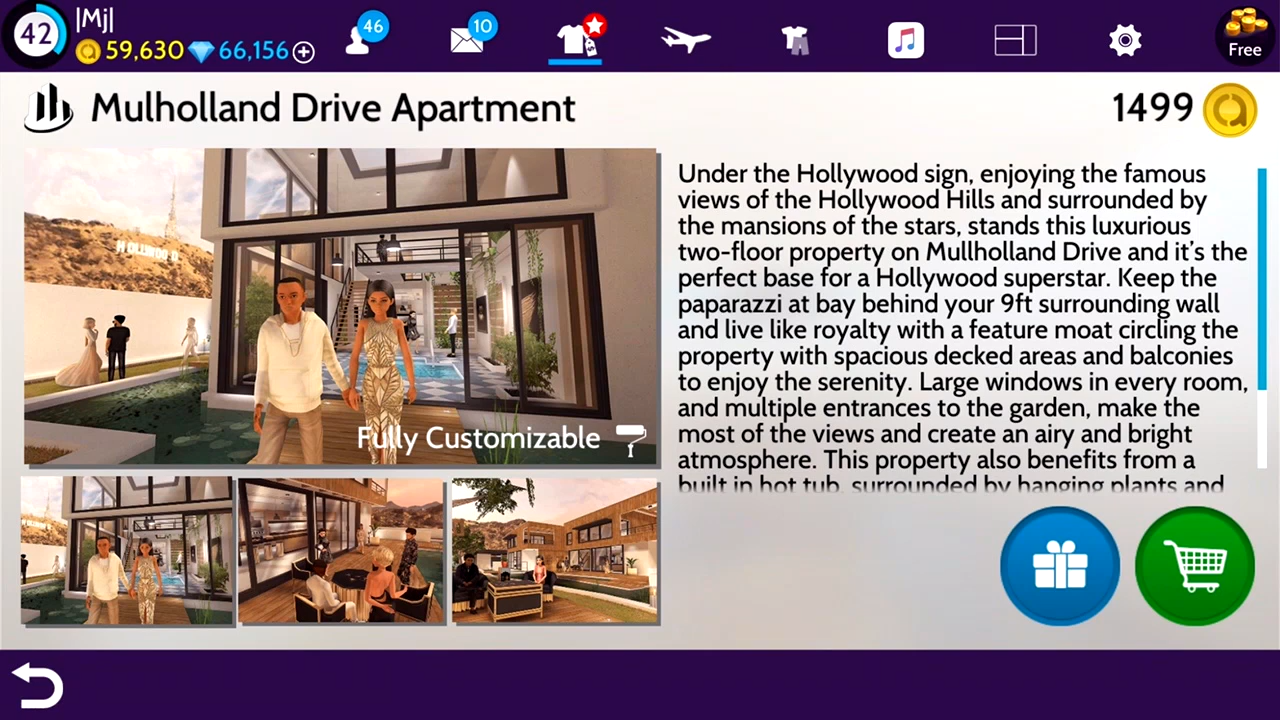 42
|Mj|
59,630 66,156
46
10
Free
Mulholland Drive Apartment
1499
HOLLYWOOD
Fully Customizable
Under the Hollywood sign, enjoying the famous
views of the Hollywood Hills and surrounded by
the mansions of the stars, stands this luxurious
two-floor property on Mullholland Drive and it's the
perfect base for a Hollywood superstar. Keep the
paparazzi at bay behind your 9ft surrounding wall
and live like royalty with a feature moat circling the
property with spacious decked areas and balconies
to enjoy the serenity. Large windows in every room,
and multiple entrances to the garden, make the
most of the views and create an airy and bright
atmosphere. This property also benefits from a
built in hot tub, surrounded by hanging plants and